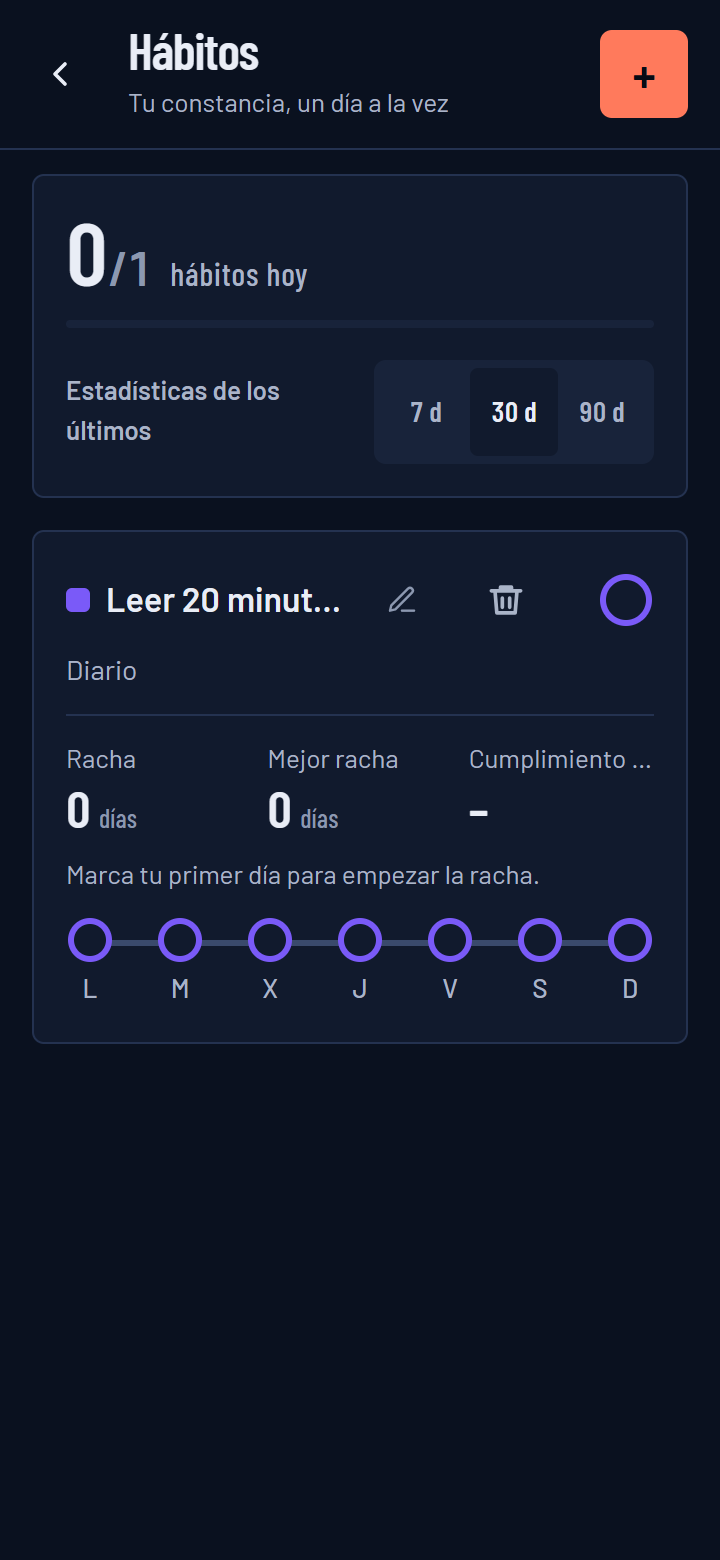 Hábitos
Tu constancia, un día a la vez
+
0/1 hábitos hoy
Estadísticas de los
últimos
7 d 30 d 90 d
Leer 20 minut...
Diario
Racha Mejor racha Cumplimiento ...
0 días 0 días –
Marca tu primer día para empezar la racha.
L M X J V S D